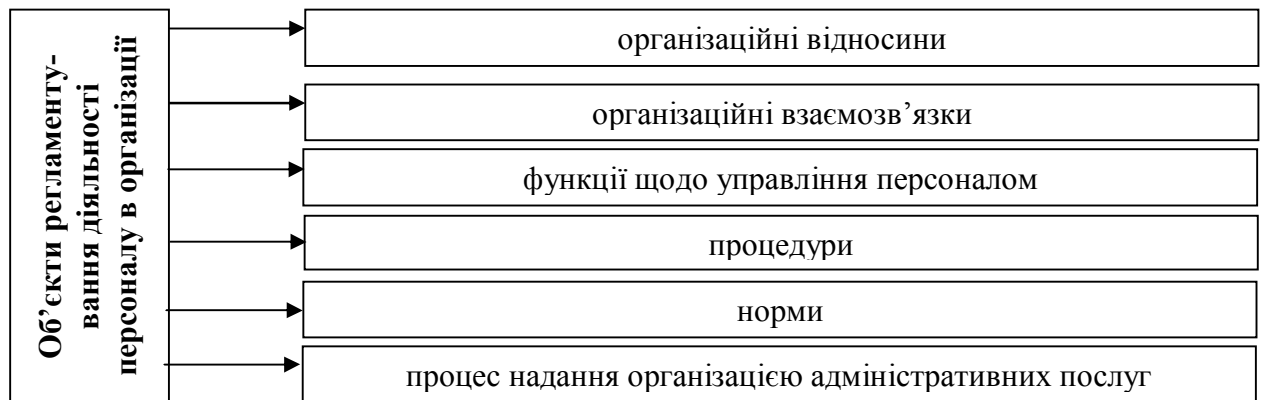 Об’єкти регламенту-
вання діяльності
персоналу в організації
організаційні відносини
організаційні взаємозв’язки
функції щодо управління персоналом
процедури
норми
процес надання організацією адміністративних послуг